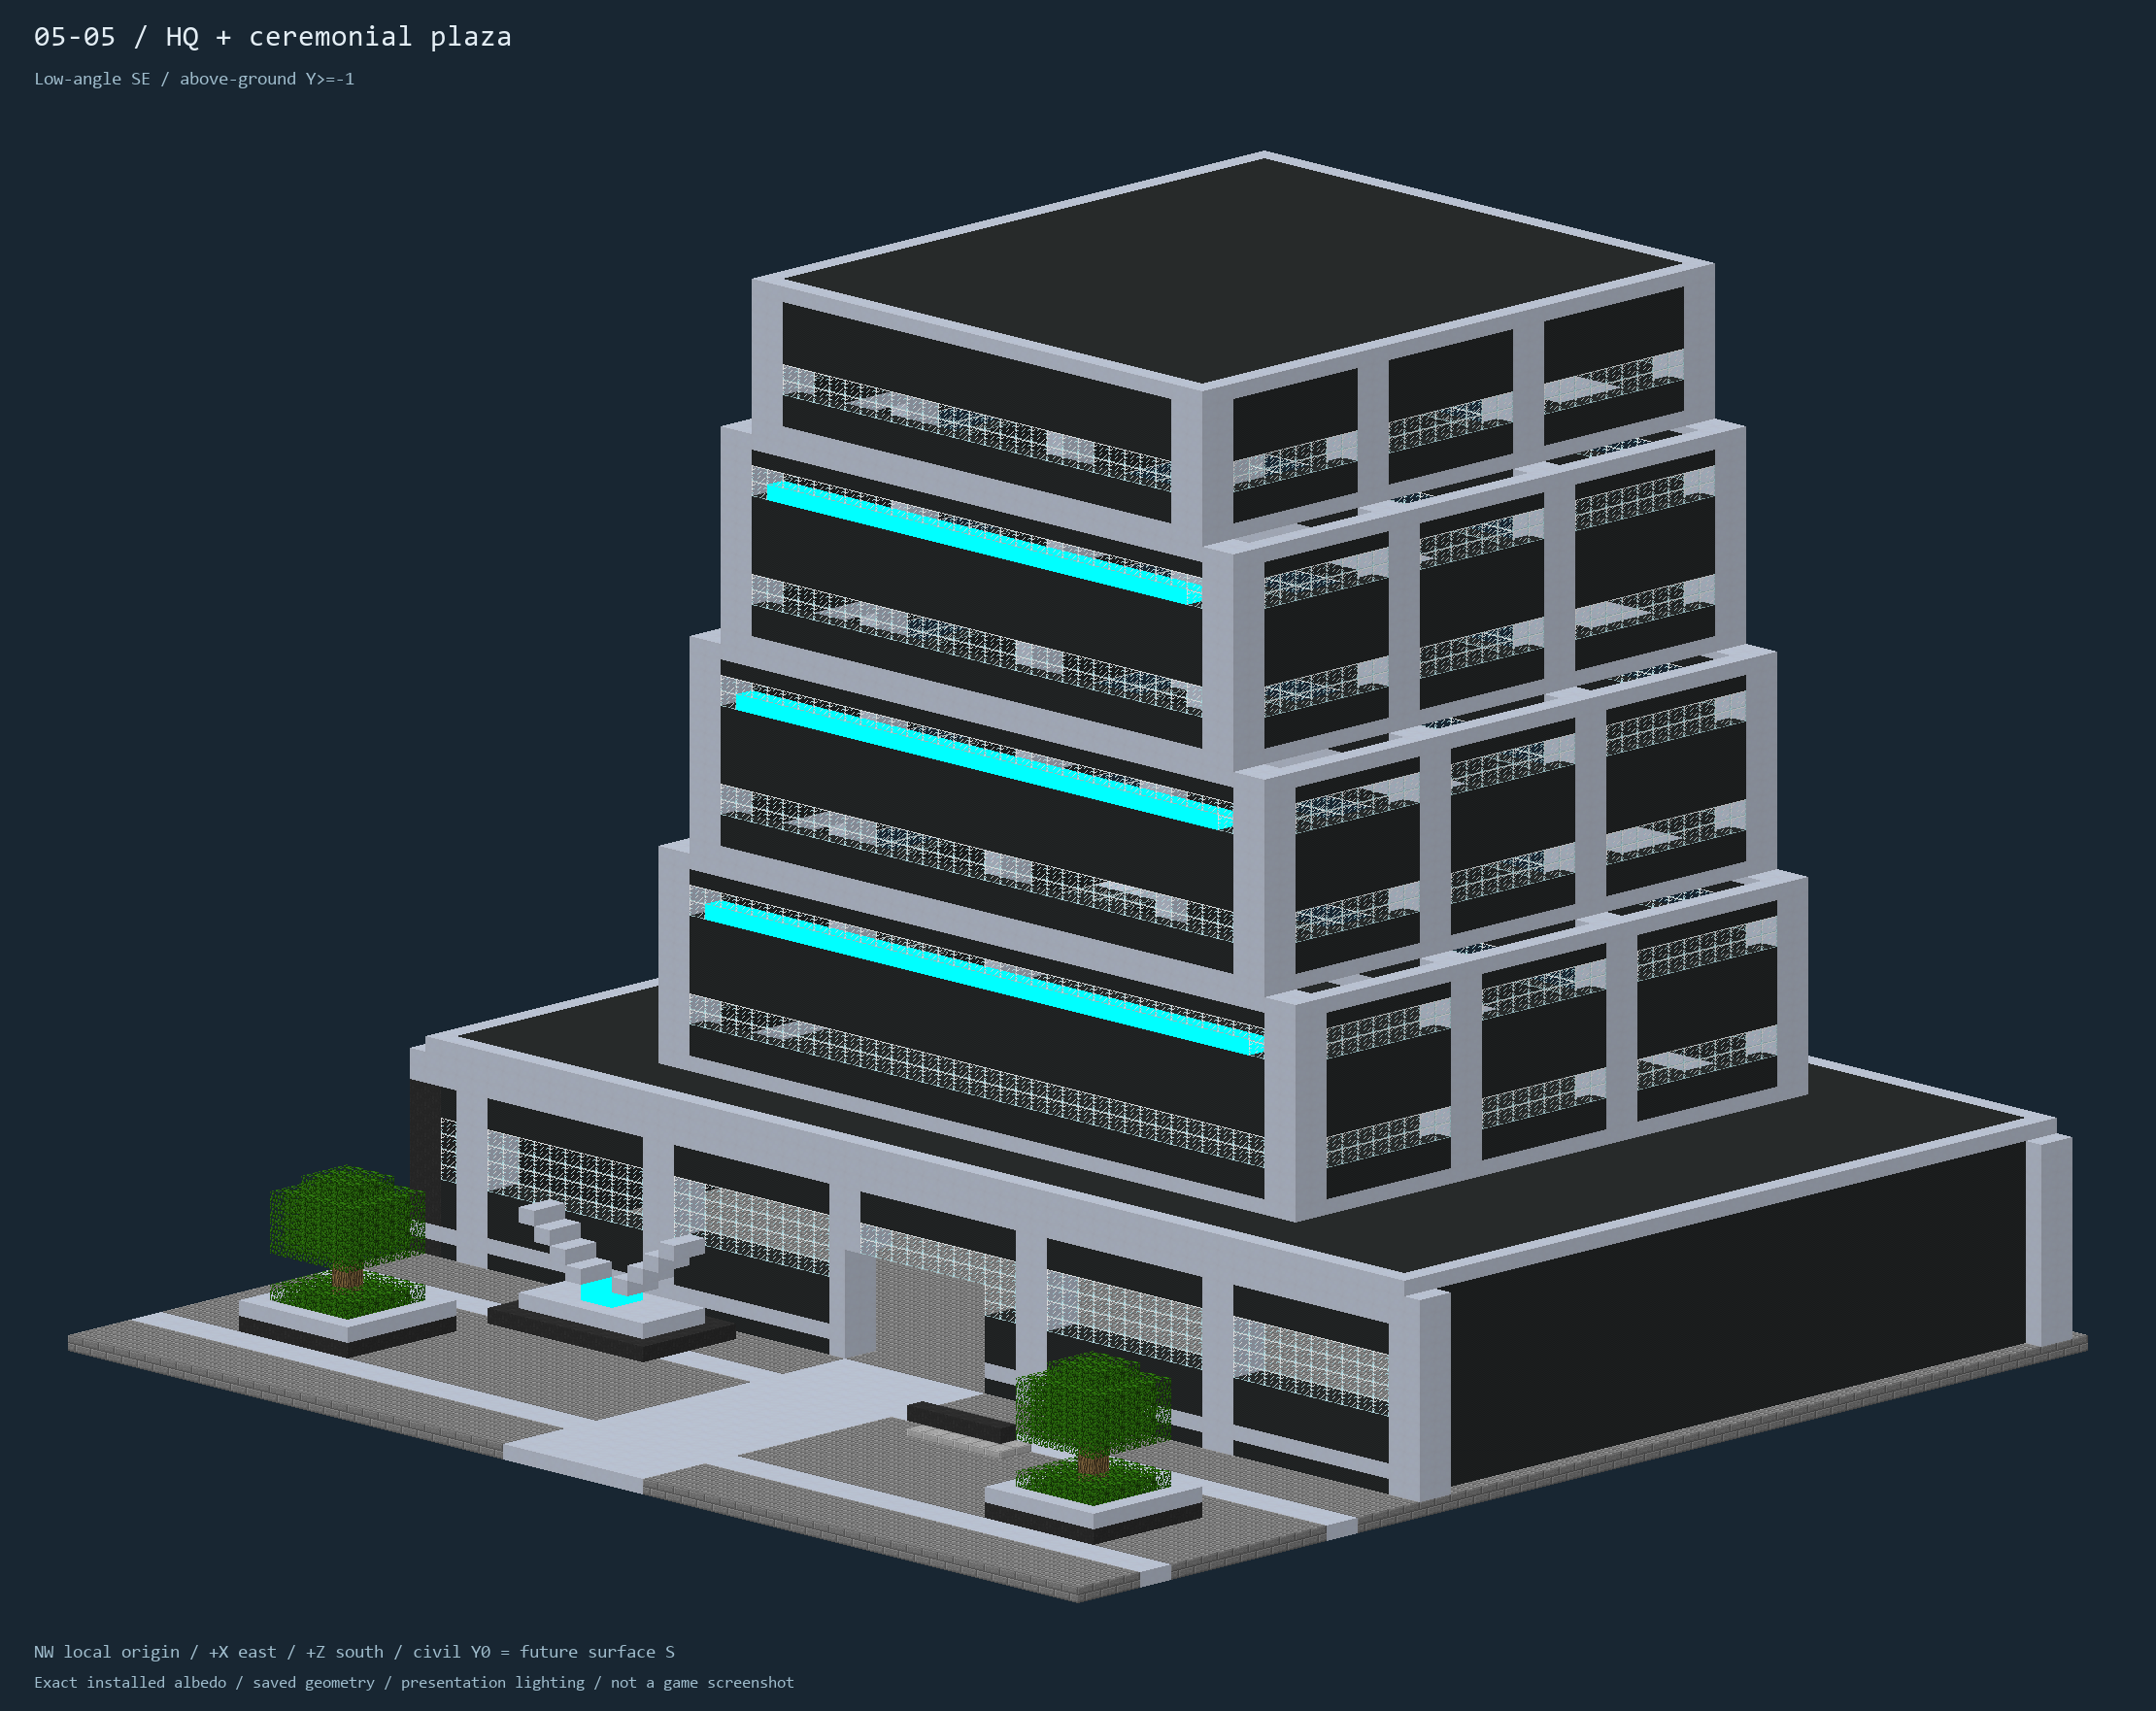 05-05 / HQ + ceremonial plaza
Low-angle SE / above-ground Y>=-1
NW local origin / +X east / +Z south / civil Y0 = future surface S
Exact installed albedo / saved geometry / presentation lighting / not a game screenshot